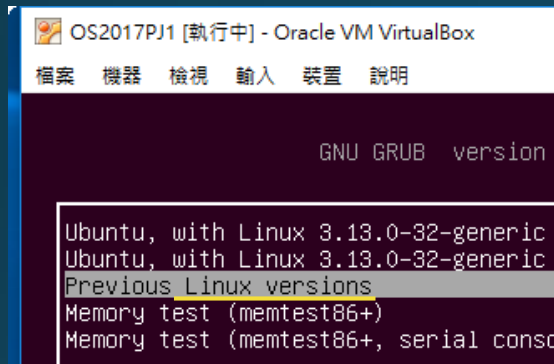 OS2017PJ1 [執行中] - Oracle VM VirtualBox
檔案 機器 檢視 輸入 裝置 說明
GNU GRUB version
Ubuntu, with Linux 3.13.0-32-generic
Ubuntu, with Linux 3.13.0-32-generic
Previous Linux versions
Memory test (memtest86+)
Memory test (memtest86+, serial conso